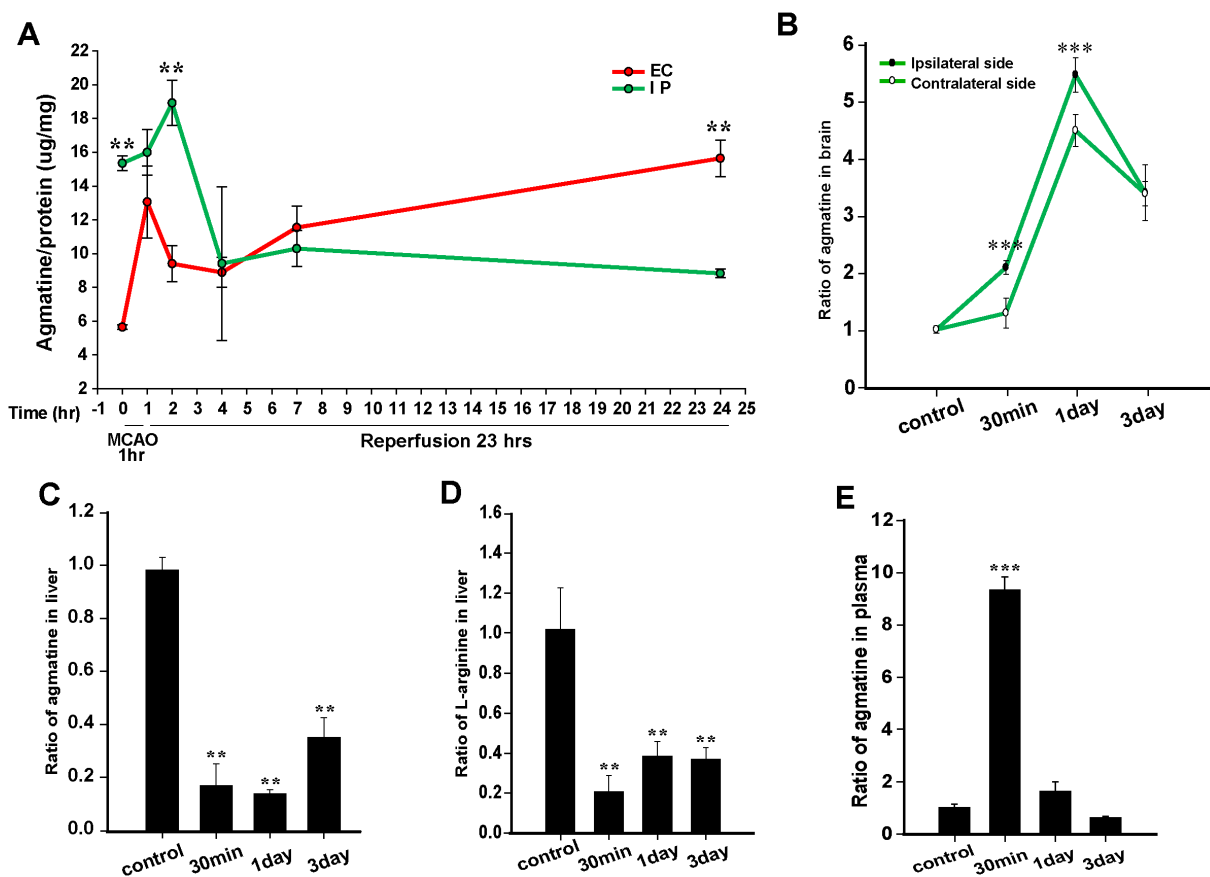 A
22
20
18
16
14
12
10
8
6
4
2
Agmatine/protein (ug/mg)
**
**
**
EC
I P
Time (hr)
-1 0 1 2 3 4 5 6 7 8 9 10 11 12 13 14 15 16 17 18 19 20 21 22 23 24 25
MCAO
1hr
Reperfusion 23 hrs
B
6
5
4
3
2
1
0
Ratio of agmatine in brain
Ipsilateral side
Contralateral side
***
***
control 30min 1day 3day
C
1.2
1.0
0.8
0.6
0.4
0.2
0.0
Ratio of agmatine in liver
**
**
**
control 30min 1day 3day
D
1.6
1.4
1.2
1.0
0.8
0.6
0.4
0.2
0.0
Ratio of L-arginine in liver
**
**
**
control 30min 1day 3day
E
12
10
8
6
4
2
0
Ratio of agmatine in plasma
***
control 30min 1day 3day